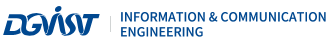 DGIST
INFORMATION & COMMUNICATION
ENGINEERING